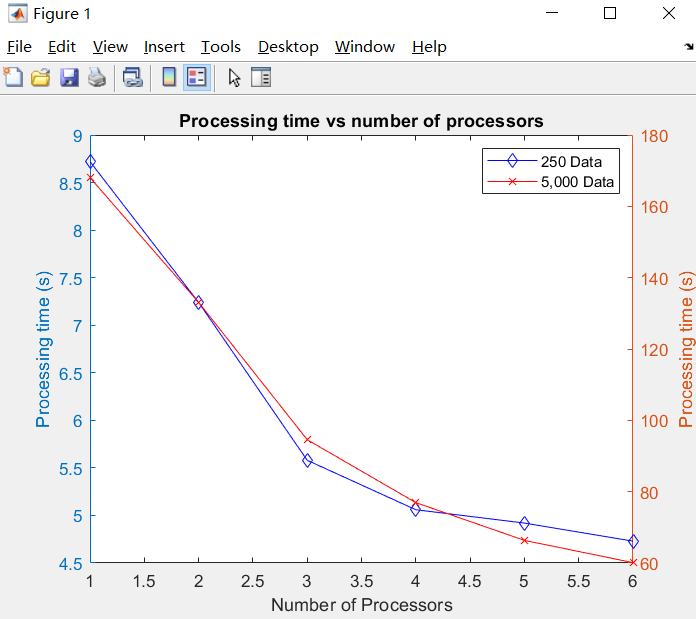 Figure 1
File Edit View Insert Tools Desktop Window Help
Processing time vs number of processors
250 Data
5,000 Data
Processing time (s)
9
8.5
8
7.5
7
6.5
6
5.5
5
4.5
180
160
140
120
100
80
60
Processing time (s)
1 1.5 2 2.5 3 3.5 4 4.5 5 5.5 6
Number of Processors